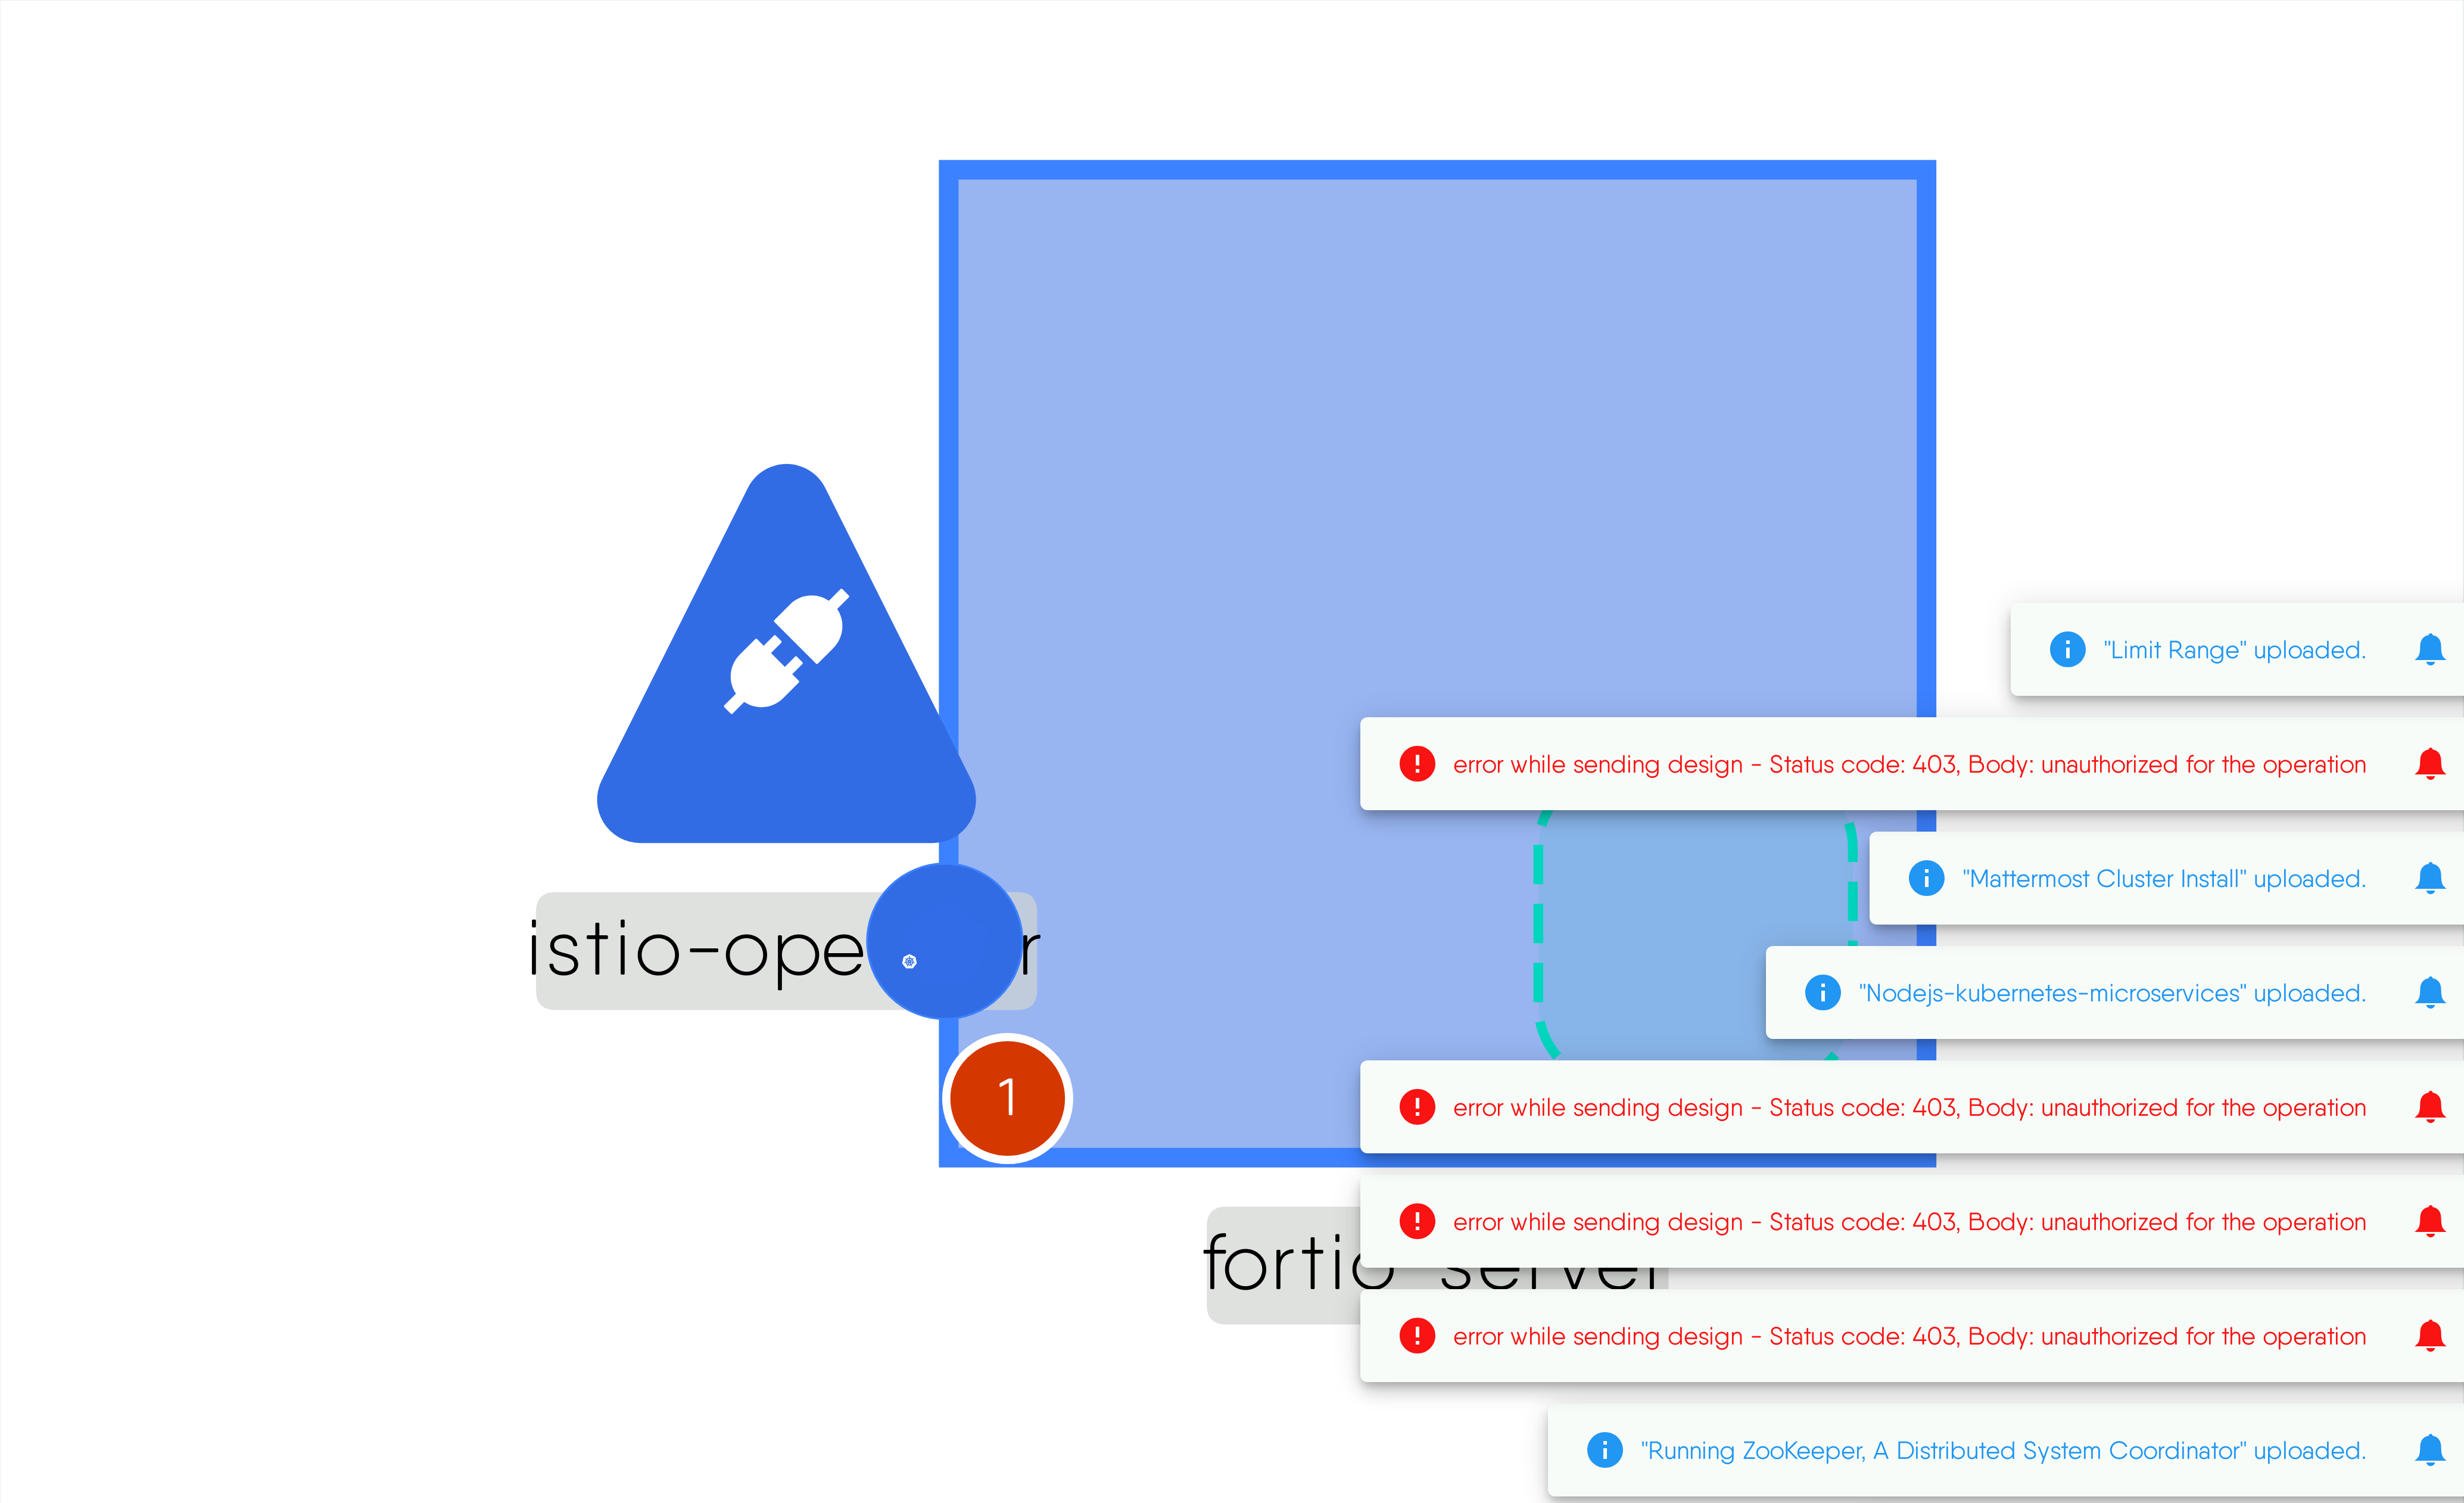 "Limit Range" uploaded.
error while sending design - Status code: 403, Body: unauthorized for the operation
"Mattermost Cluster Install" uploaded.
istio-ope r
"Nodejs-kubernetes-microservices" uploaded.
1
error while sending design - Status code: 403, Body: unauthorized for the operation
error while sending design - Status code: 403, Body: unauthorized for the operation
fortio server
error while sending design - Status code: 403, Body: unauthorized for the operation
"Running ZooKeeper, A Distributed System Coordinator" uploaded.